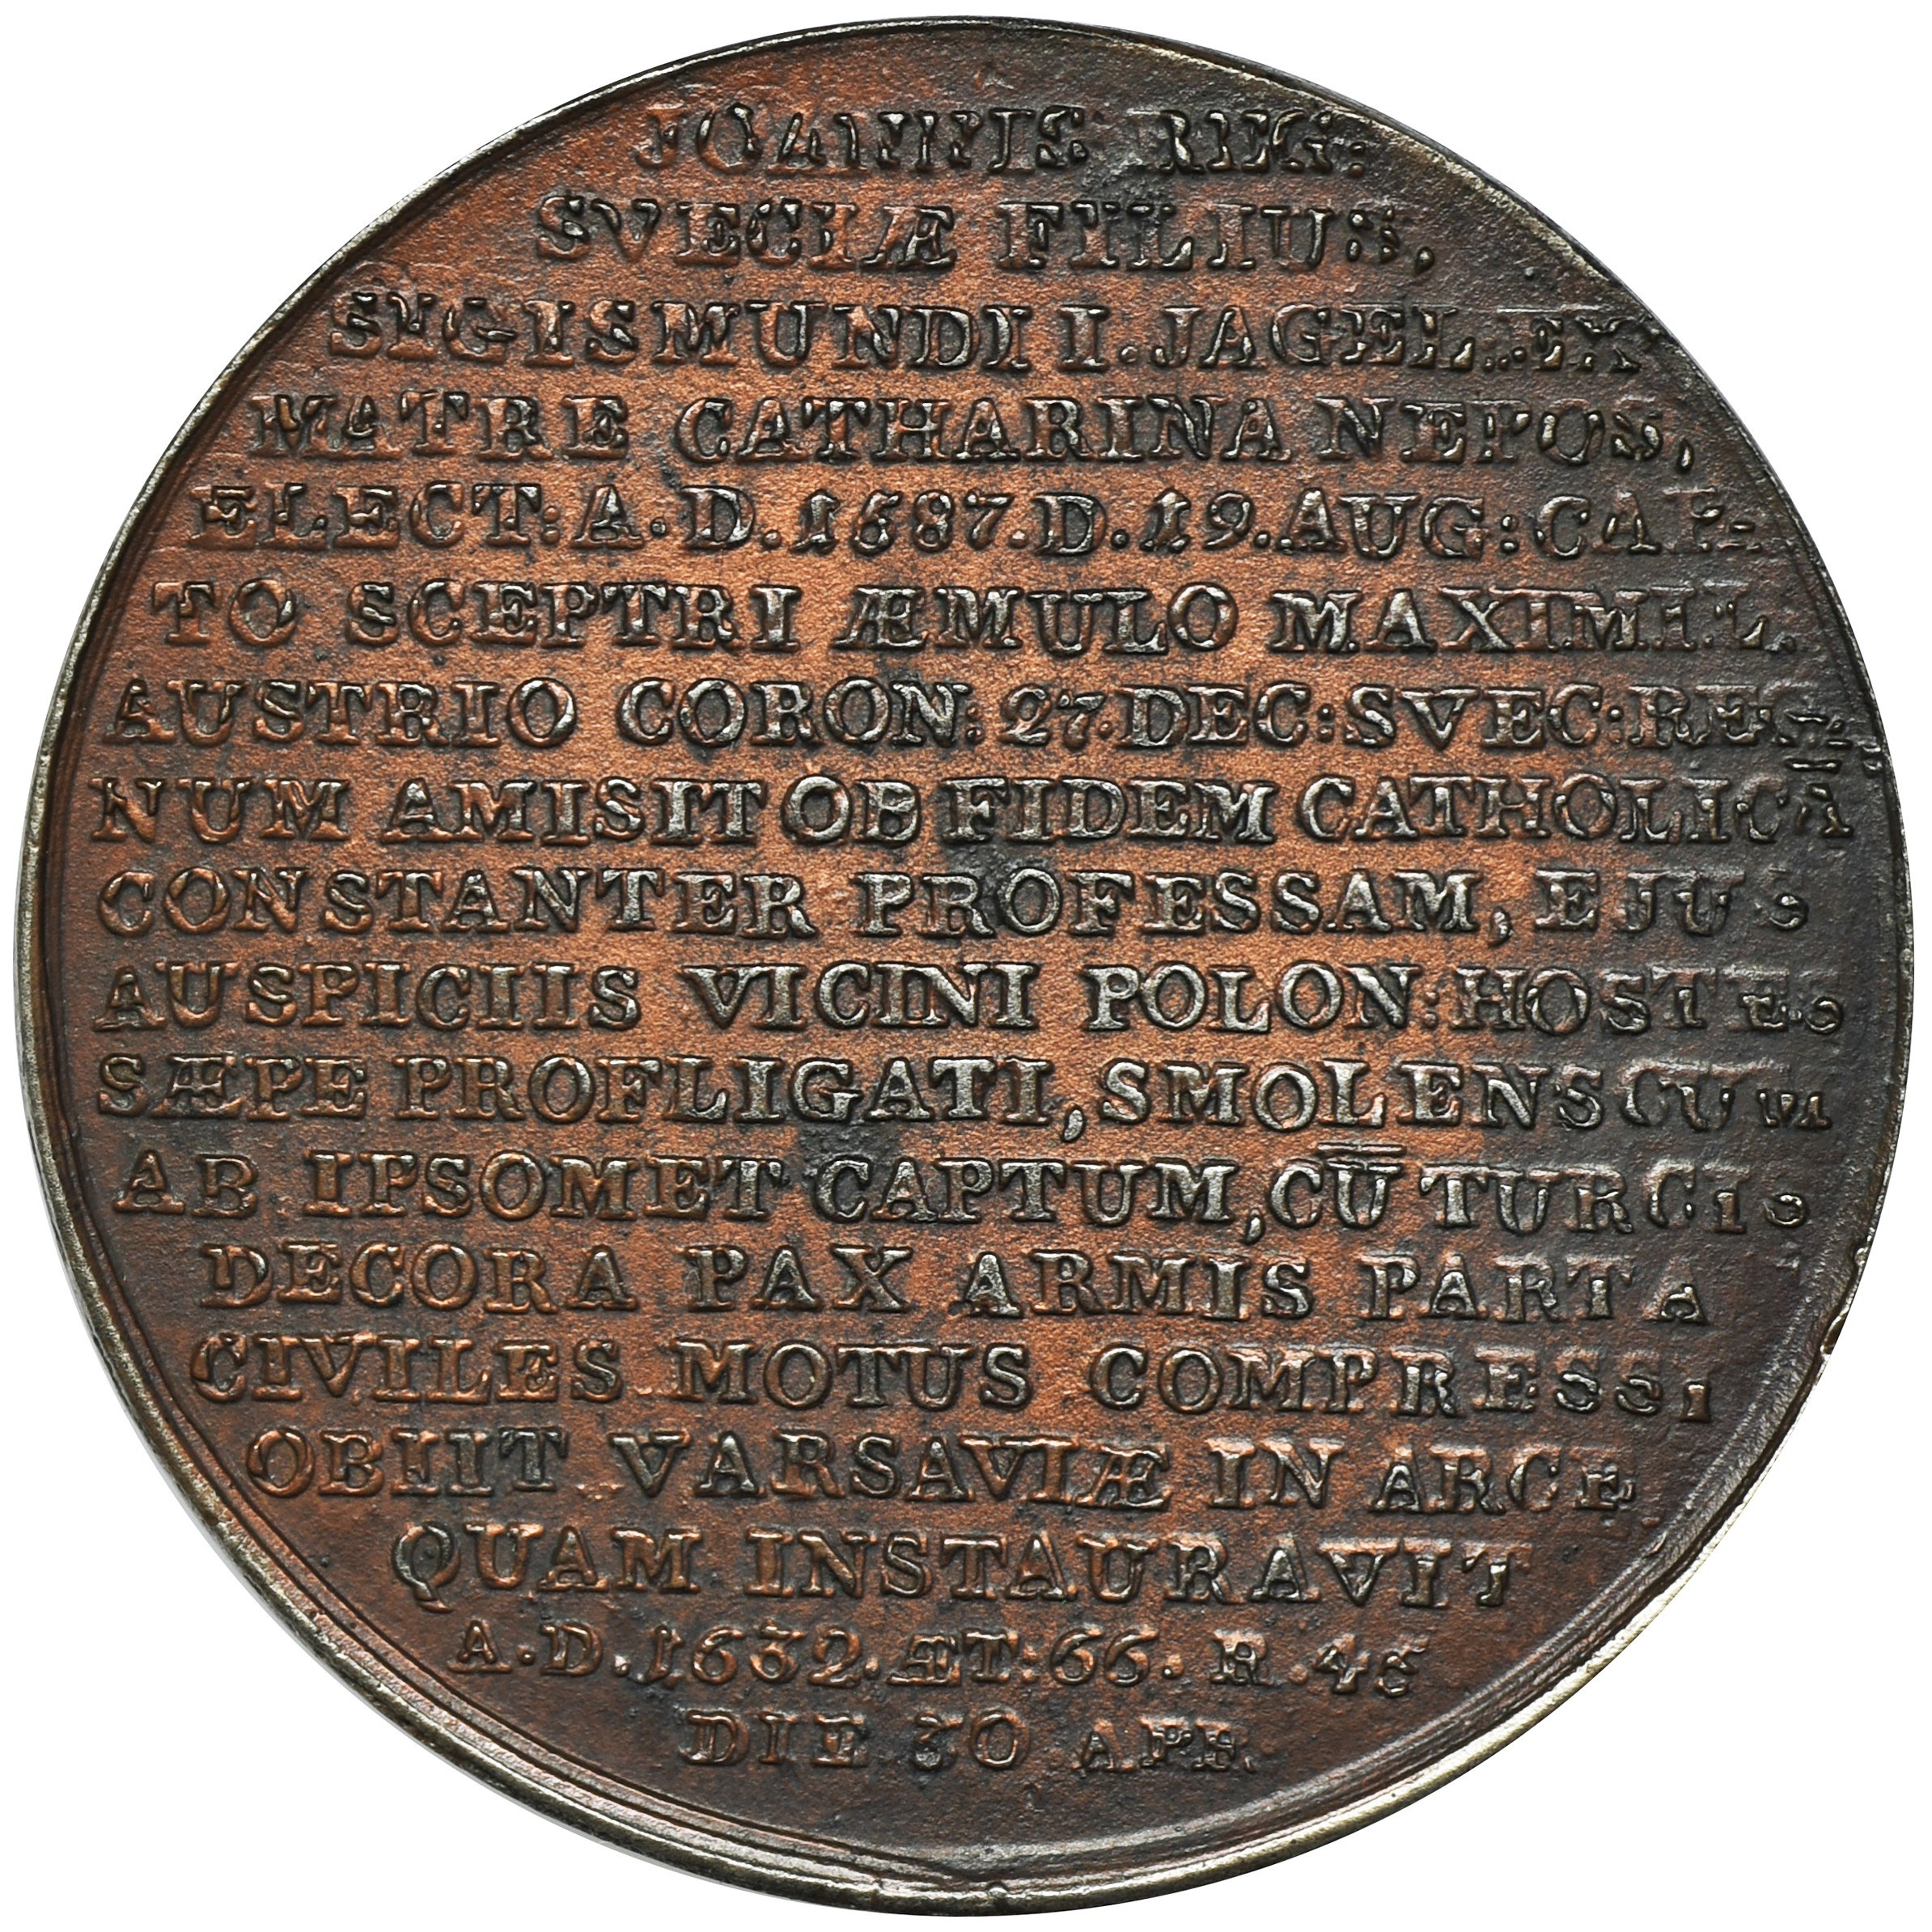 JOANNIS REG:
SVECIÆ FILIUS,
SIGISMUNDI I. JAGELL. EX
MATRE CATHARINA NEPOS,
ELECT: A. D. 1587. D. 19. AUG: CAP-
TO SCEPTRI ÆMULO MAXIMIL.
AUSTRIO CORON: 27. DEC: SVEC: REG-
NUM AMISIT OB FIDEM CATHOLICĀ
CONSTANTER PROFESSAM, EJUS
AUSPICIIS VICINI POLON: HOSTES
SÆPE PROFLIGATI, SMOLENSCUM
AB IPSOMET CAPTUM, CŪ TURCIS
DECORA PAX ARMIS PARTA
CIVILES MOTUS COMPRESSI
OBIIT VARSAVIÆ IN ARCE
QUAM INSTAURAVIT
A. D. 1632. ÆT: 66. R. 45
DIE 30 APR.